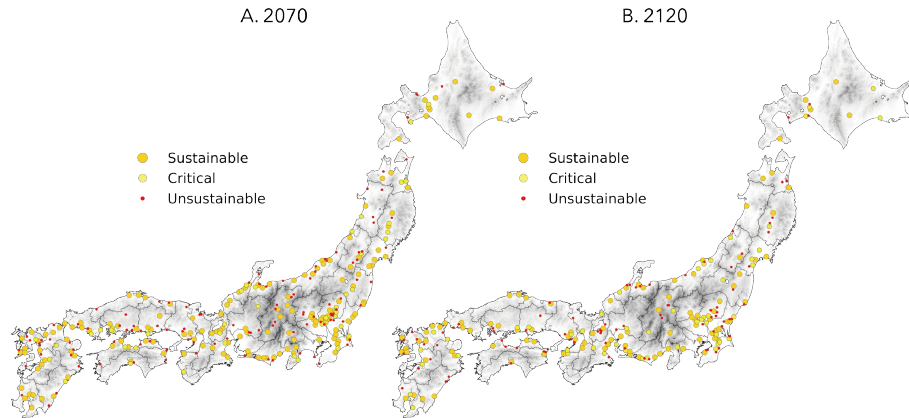 A. 2070
B. 2120
Sustainable
Critical
Unsustainable
Sustainable
Critical
Unsustainable